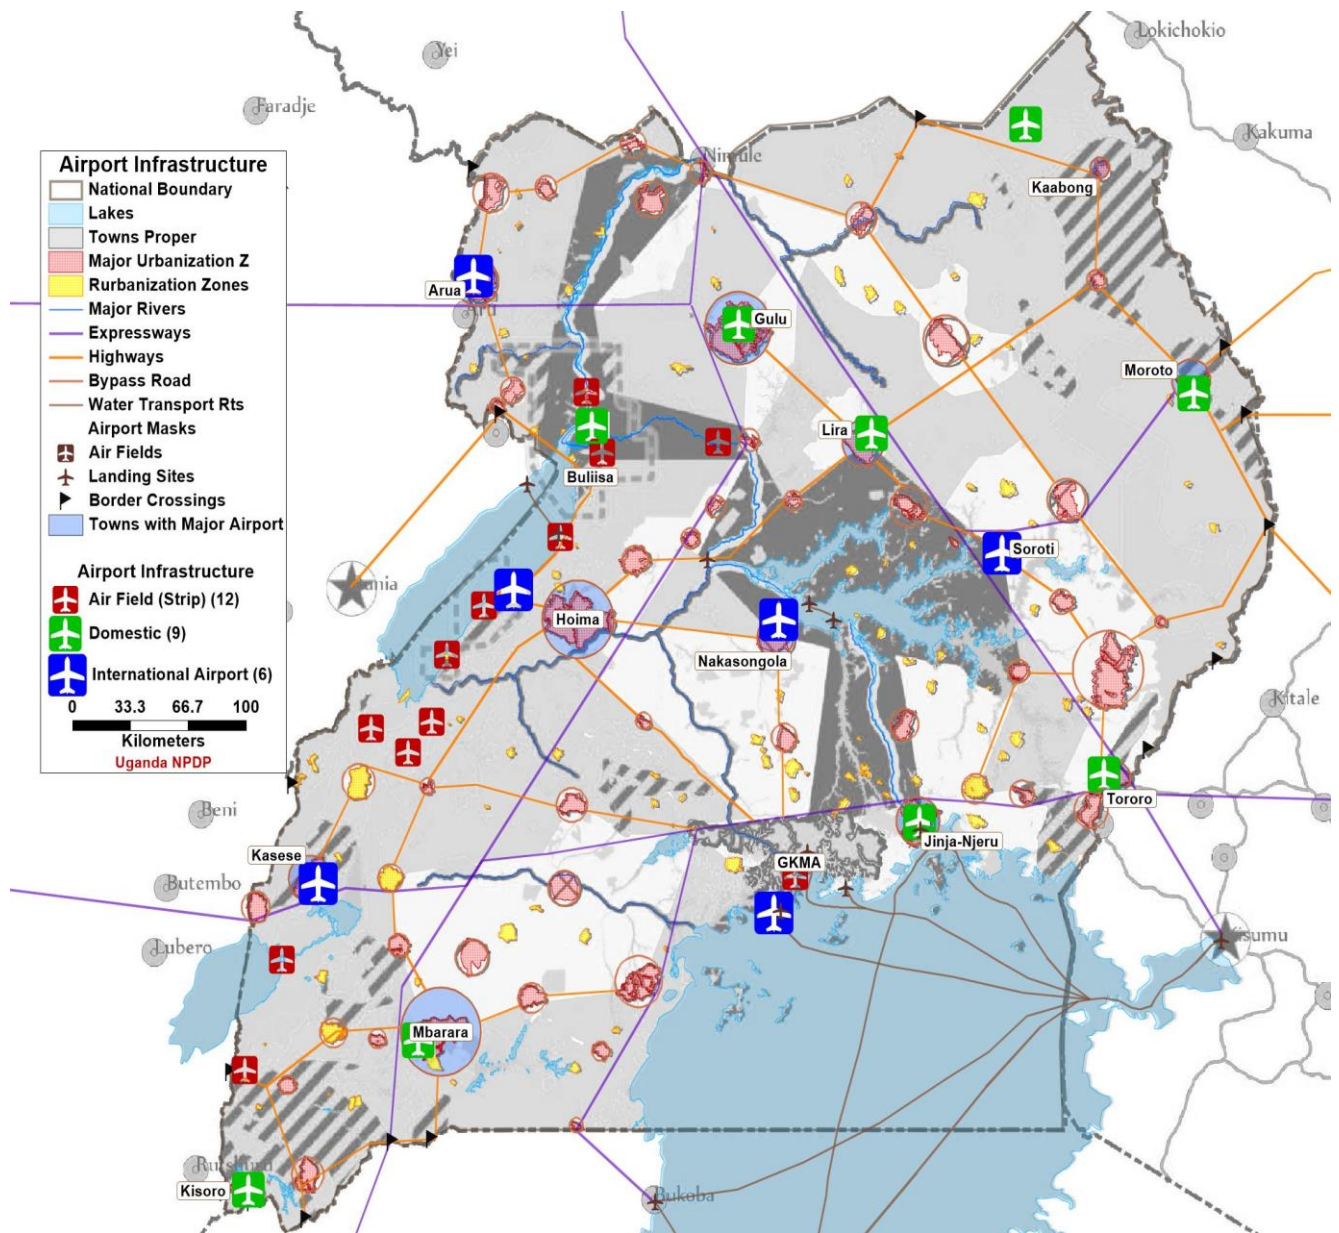 Yei
Lokichokio
Faradje
Kakuma
Nimule
Airport Infrastructure
National Boundary
Lakes
Towns Proper
Major Urbanization Z
Rurbanization Zones
Major Rivers
Expressways
Highways
Bypass Road
Water Transport Rts
Airport Masks
Air Fields
Landing Sites
Border Crossings
Towns with Major Airport
Airport Infrastructure
Air Field (Strip) (12)
Domestic (9)
International Airport (6)
0 33.3 66.7 100
Kilometers
Uganda NPDP
Kaabong
Arua
Gulu
Moroto
Lira
Buliisa
Soroti
Hoima
Nakasongola
Kitale
Beni
Tororo
Jinja-Njeru
Kasese
GKMA
Butembo
Lubero
Kisumu
Mbarara
Kisoro
Bukoba